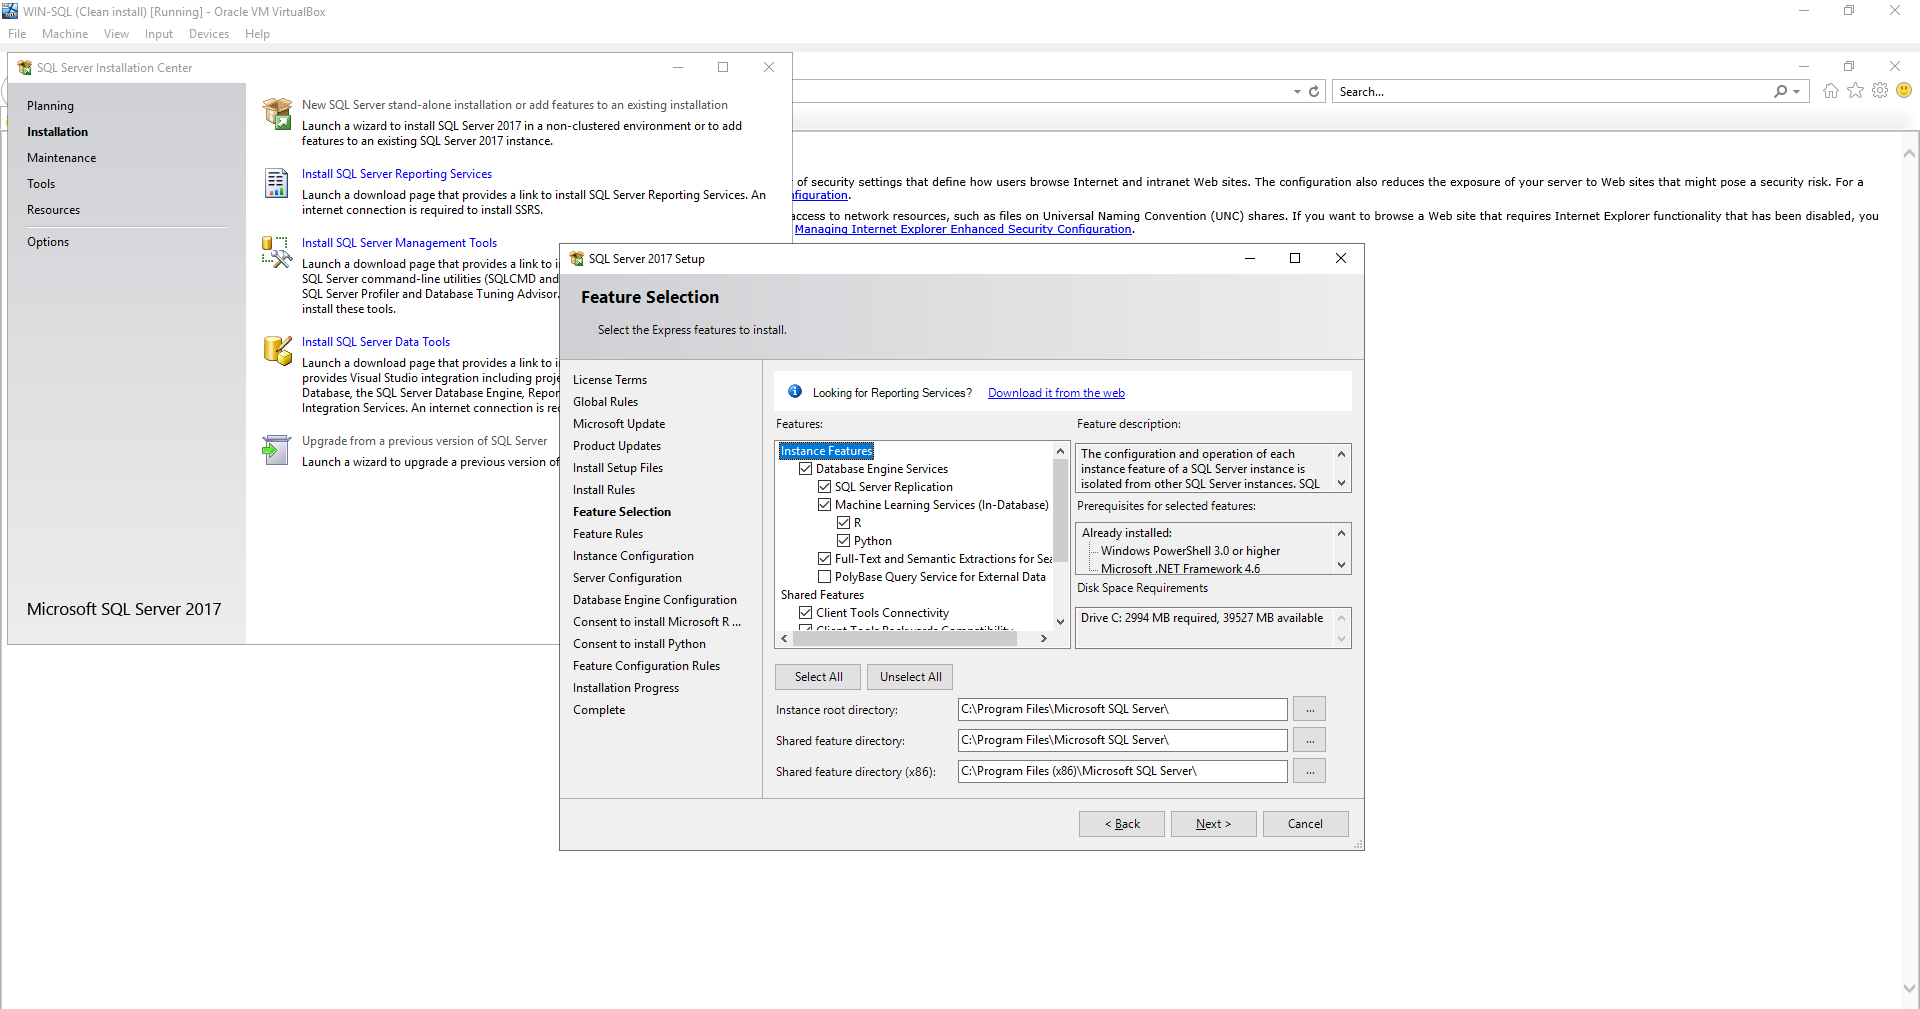 WIN-SQL (Clean install) [Running] - Oracle VM VirtualBox
File Machine View Input Devices Help
SQL Server Installation Center
Search...
Planning
Installation
Maintenance
Tools
Resources
Options
Microsoft SQL Server 2017
New SQL Server stand-alone installation or add features to an existing installation
Launch a wizard to install SQL Server 2017 in a non-clustered environment or to add
features to an existing SQL Server 2017 instance.
Install SQL Server Reporting Services
Launch a download page that provides a link to install SQL Server Reporting Services. An
internet connection is required to install SSRS.
Install SQL Server Management Tools
Launch a download page that provides a link to i
SQL Server command-line utilities (SQLCMD and
SQL Server Profiler and Database Tuning Advisor.
install these tools.
Install SQL Server Data Tools
Launch a download page that provides a link to i
provides Visual Studio integration including proje
Database, the SQL Server Database Engine, Repor
Integration Services. An internet connection is rec
Upgrade from a previous version of SQL Server
Launch a wizard to upgrade a previous version of
of security settings that define how users browse Internet and intranet Web sites. The configuration also reduces the exposure of your server to Web sites that might pose a security risk. For a
nfiguration.
access to network resources, such as files on Universal Naming Convention (UNC) shares. If you want to browse a Web site that requires Internet Explorer functionality that has been disabled, you
Managing Internet Explorer Enhanced Security Configuration.
SQL Server 2017 Setup
Feature Selection
Select the Express features to install.
License Terms
Global Rules
Microsoft Update
Product Updates
Install Setup Files
Install Rules
Feature Selection
Feature Rules
Instance Configuration
Server Configuration
Database Engine Configuration
Consent to install Microsoft R ...
Consent to install Python
Feature Configuration Rules
Installation Progress
Complete
Looking for Reporting Services? Download it from the web
Features:
Instance Features
Database Engine Services
SQL Server Replication
Machine Learning Services (In-Database)
R
Python
Full-Text and Semantic Extractions for Sea
PolyBase Query Service for External Data
Shared Features
Client Tools Connectivity
Client Tools Backwards Compatibility
Feature description:
The configuration and operation of each
instance feature of a SQL Server instance is
isolated from other SQL Server instances. SQL
Prerequisites for selected features:
Already installed:
Windows PowerShell 3.0 or higher
Microsoft .NET Framework 4.6
Disk Space Requirements
Drive C: 2994 MB required, 39527 MB available
Select All Unselect All
Instance root directory: C:\Program Files\Microsoft SQL Server\ ...
Shared feature directory: C:\Program Files\Microsoft SQL Server\ ...
Shared feature directory (x86): C:\Program Files (x86)\Microsoft SQL Server\ ...
< Back Next > Cancel